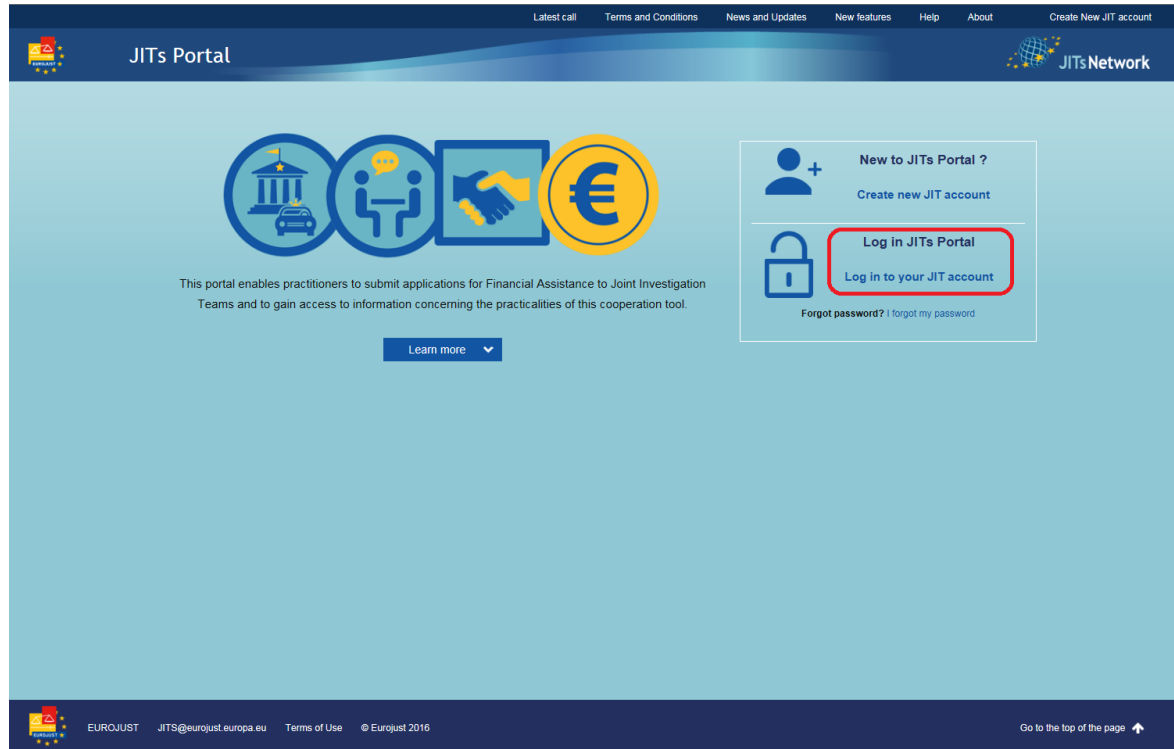 Latest call Terms and Conditions News and Updates New features Help About Create New JIT account
EUROJUST
JITs Portal
JITsNetwork
New to JITs Portal ?
Create new JIT account
Log in JITs Portal
Log in to your JIT account
Forgot password? I forgot my password
€
This portal enables practitioners to submit applications for Financial Assistance to Joint Investigation
Teams and to gain access to information concerning the practicalities of this cooperation tool.
Learn more
EUROJUST
EUROJUST JITS@eurojust.europa.eu Terms of Use © Eurojust 2016 Go to the top of the page